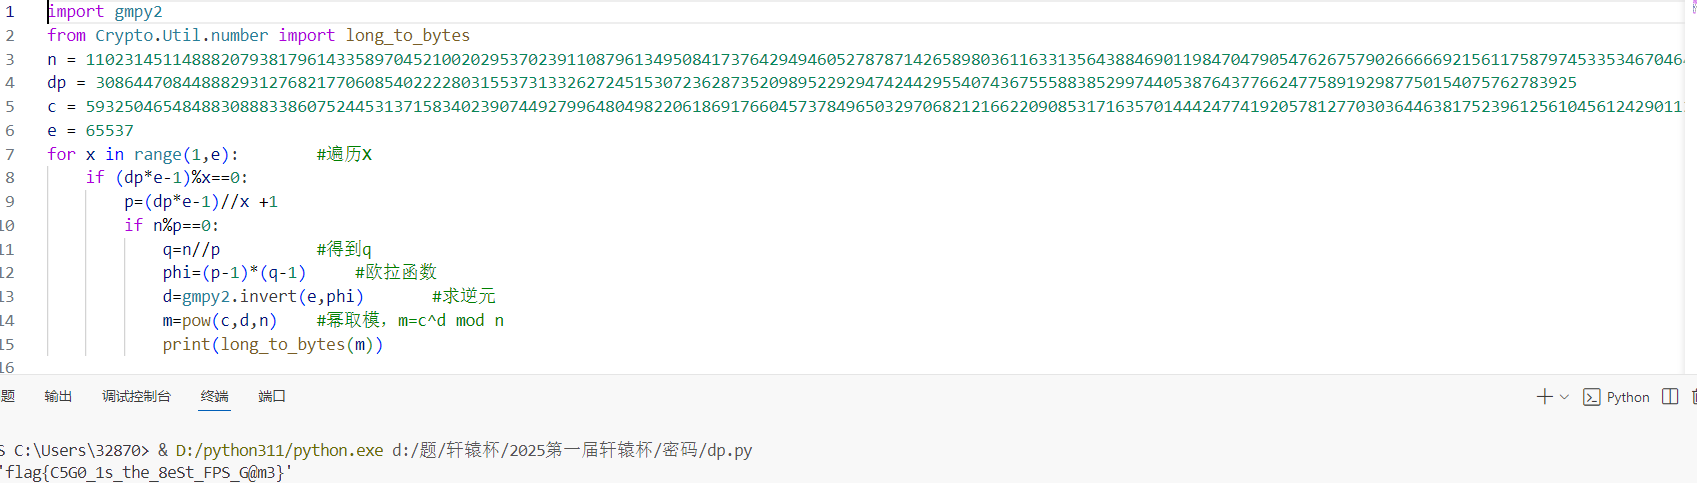 1 import gmpy2
2 from Crypto.Util.number import long_to_bytes
3 n = 110231451148882079381796143358970452100202953702391108796134950841737642949460527878714265898036116331356438846901198470479054762675790266666921561175879745335346704
4 dp = 3086447084488829312768217706085402222803155373133262724515307236287352098952292947424429554074367555883852997440538764377662477589192987750154075762783925
5 c = 59325046548488308883386075244531371583402390744927996480498220618691766045737849650329706821216622090853171635701444247741920578127703036446381752396125610456124290113
6 e = 65537
7 for x in range(1,e): #遍历X
8 if (dp*e-1)%x==0:
9 p=(dp*e-1)//x +1
10 if n%p==0:
11 q=n//p #得到q
12 phi=(p-1)*(q-1) #欧拉函数
13 d=gmpy2.invert(e,phi) #求逆元
14 m=pow(c,d,n) #幂取模，m=c^d mod n
15 print(long_to_bytes(m))
16
题 输出 调试控制台 终端 端口 Python
S C:\Users\32870> & D:/python311/python.exe d:/题/轩辕杯/2025第一届轩辕杯/密码/dp.py
'flag{C5G0_1s_the_8eSt_FPS_G@m3}'